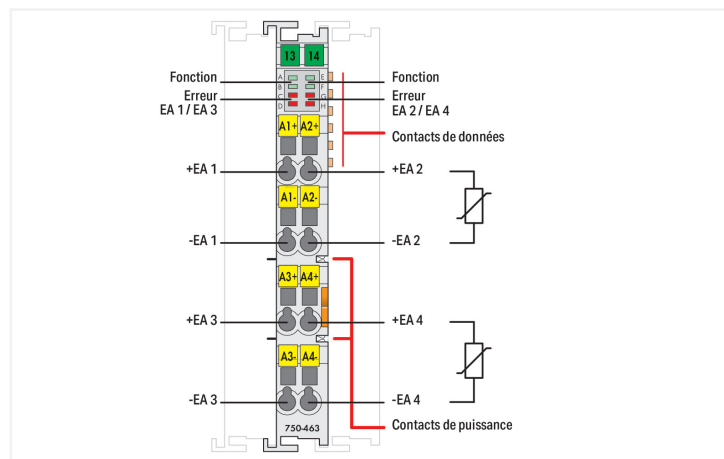 13 14
Fonction A E Fonction
B F
Erreur C G Erreur
EA 1 / EA 3 D H EA 2 / EA 4
A1+ A2+
Contacts de données
+EA 1 +EA 2
A1- A2-
-EA 1 -EA 2
A3+ A4+
+EA 3 +EA 4
A3- A4-
-EA 3 -EA 4
750-463 Contacts de puissance